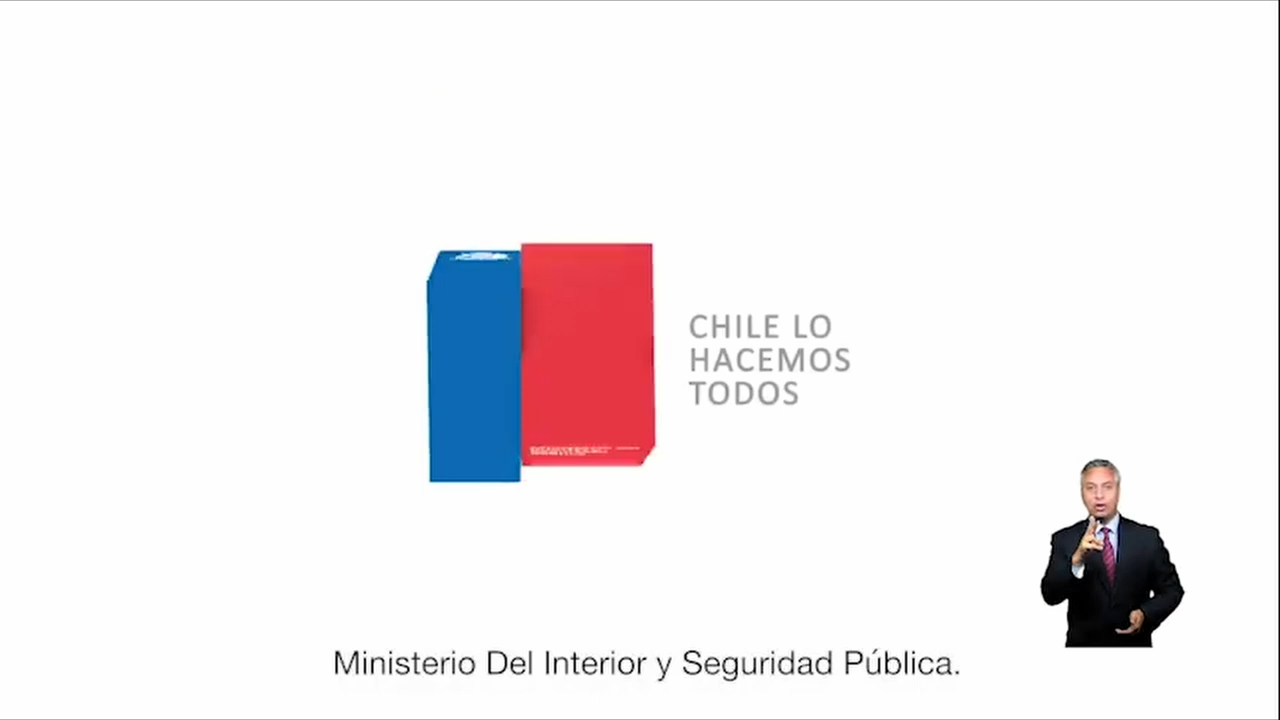 CHILE LO
HACEMOS
TODOS
Ministerio Del Interior y Seguridad Pública.